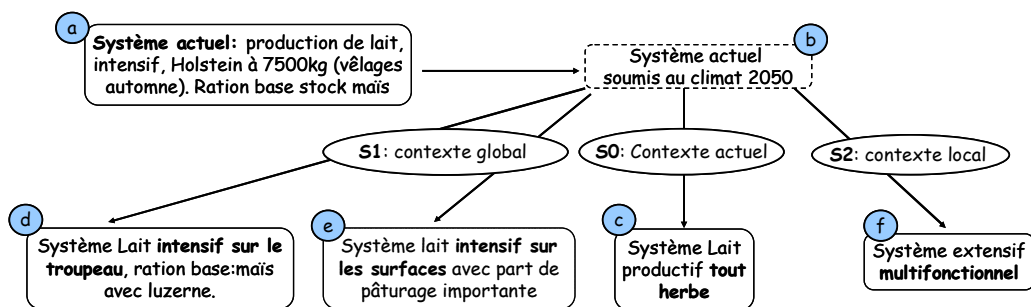 a
Système actuel: production de lait,
intensif, Holstein à 7500kg (vêlages
automne). Ration base stock maïs
b
Système actuel
soumis au climat 2050
S1: contexte global
S0: Contexte actuel
S2: contexte local
d
Système Lait intensif sur le
troupeau, ration base:maïs
avec luzerne.
e
Système lait intensif sur
les surfaces avec part de
pâturage importante
c
Système Lait
productif tout
herbe
f
Système extensif
multifonctionnel